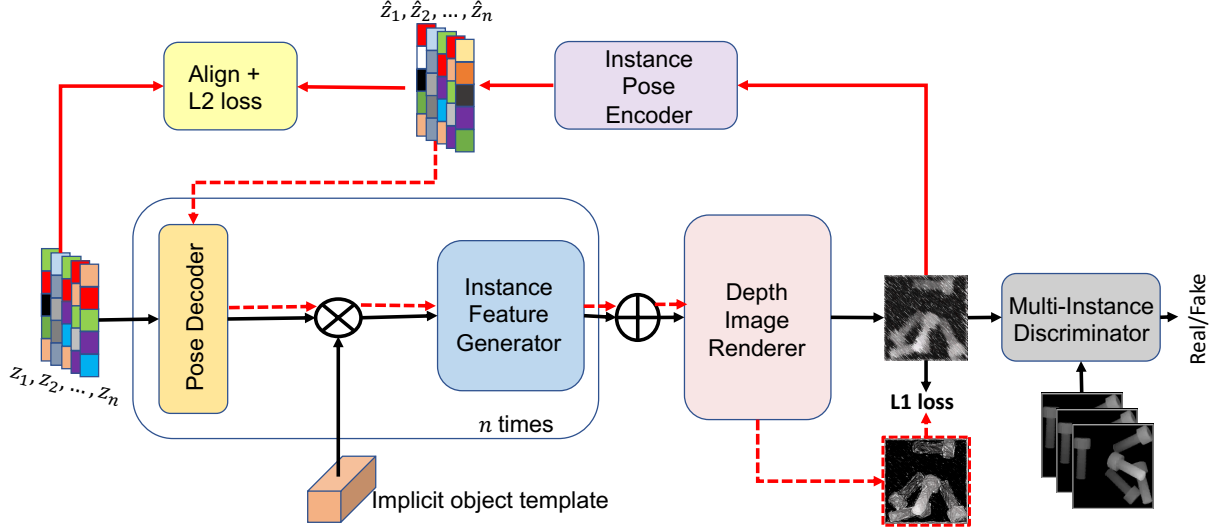 ẑ₁, ẑ₂, … , ẑₙ
Align +
L2 loss
Instance
Pose
Encoder
Pose Decoder
Instance
Feature
Generator
Depth
Image
Renderer
Multi-Instance
Discriminator
Real/Fake
z₁, z₂, … , zₙ
L1 loss
n times
Implicit object template